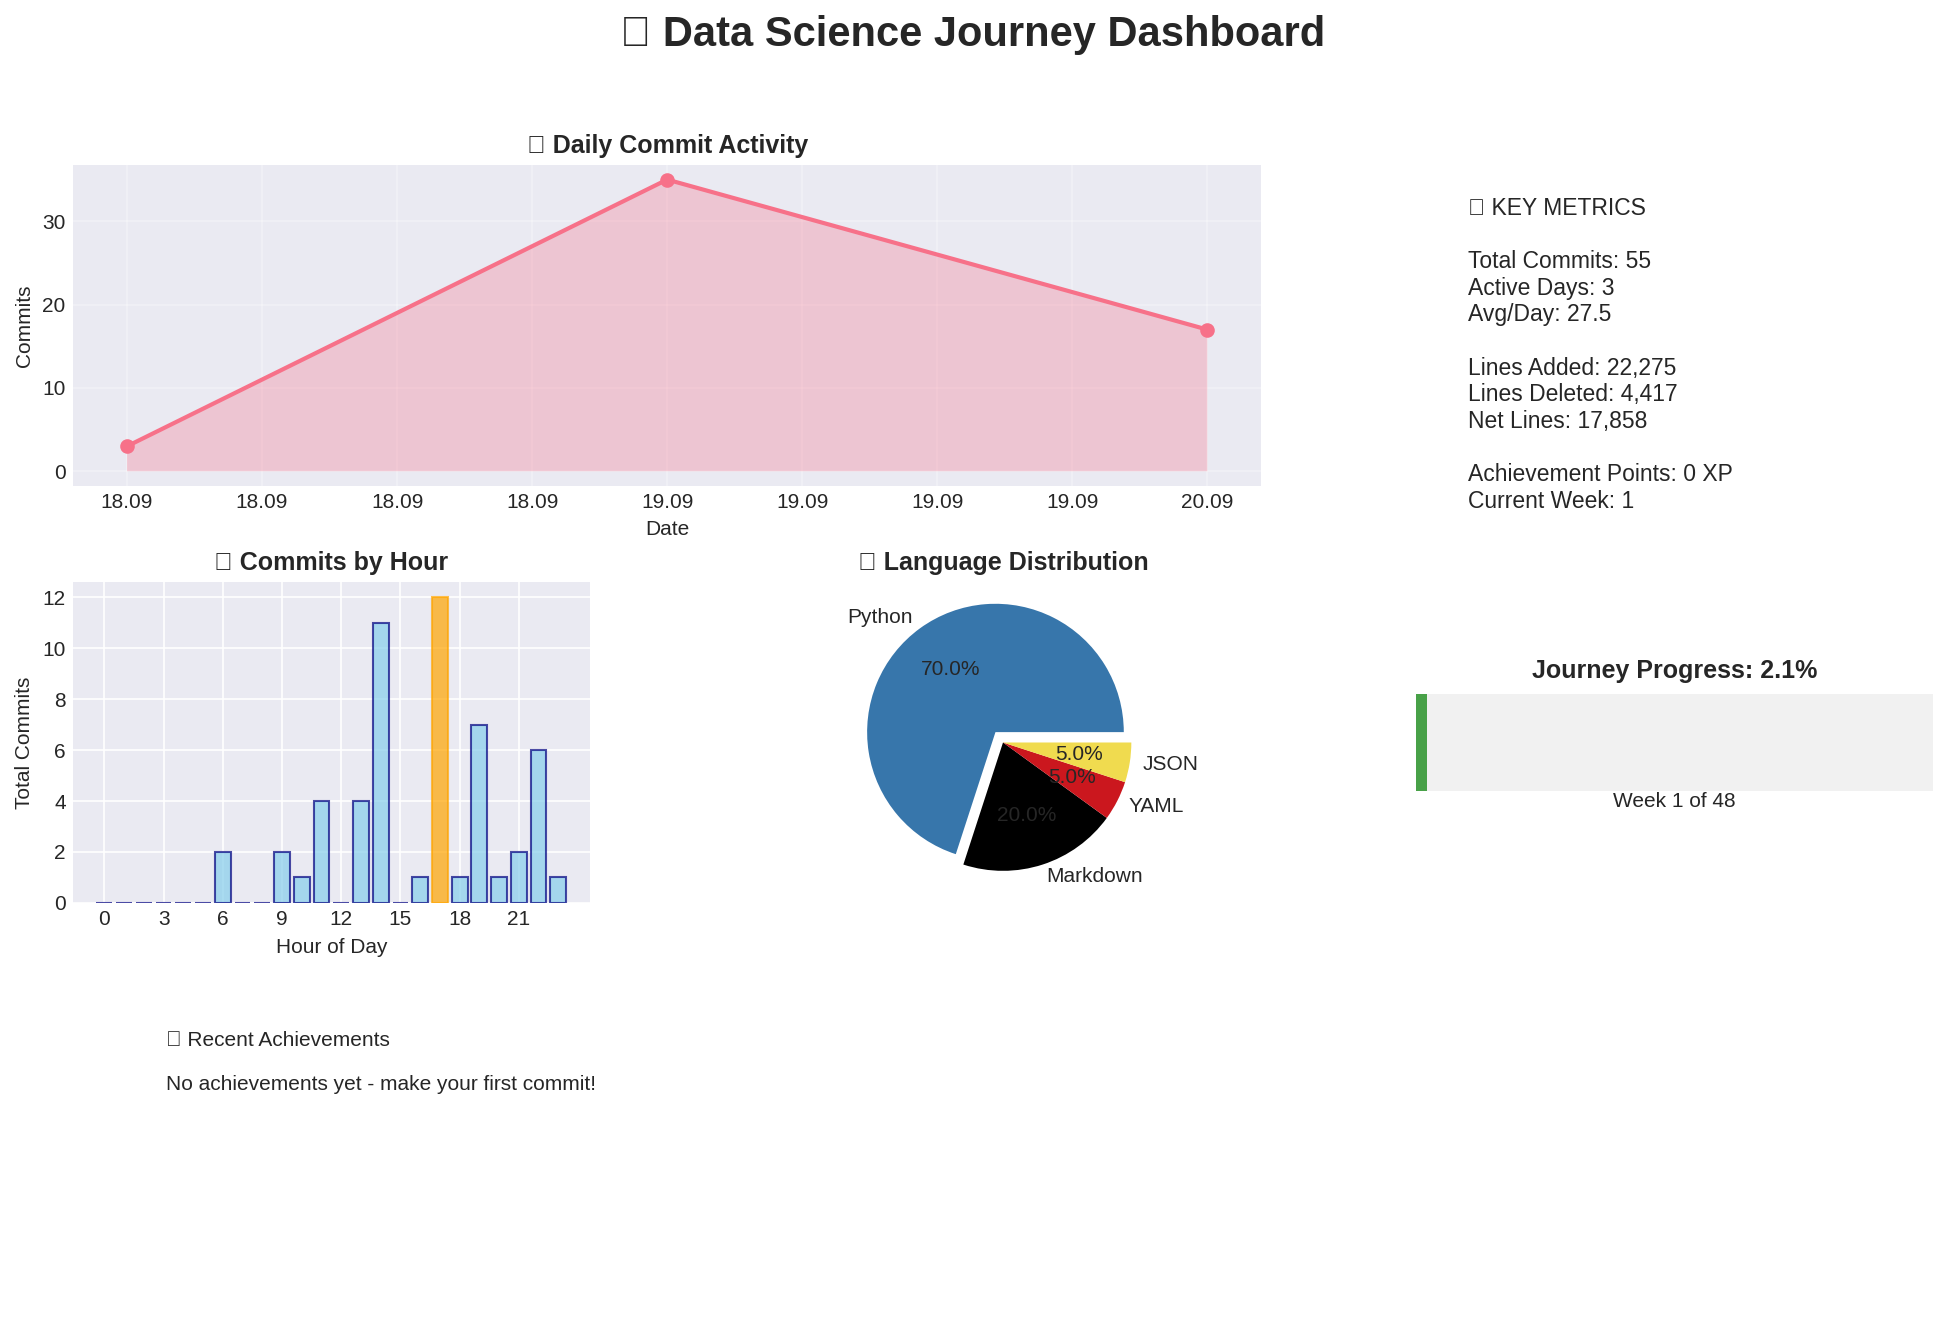 ▯ Data Science Journey Dashboard
▯ Daily Commit Activity
Commits
30
20
10
0
18.09 18.09 18.09 18.09 19.09 19.09 19.09 19.09 20.09
Date
▯ KEY METRICS
Total Commits: 55
Active Days: 3
Avg/Day: 27.5
Lines Added: 22,275
Lines Deleted: 4,417
Net Lines: 17,858
Achievement Points: 0 XP
Current Week: 1
▯ Commits by Hour
Total Commits
12
10
8
6
4
2
0
0 3 6 9 12 15 18 21
Hour of Day
▯ Language Distribution
Python
70.0%
5.0%
JSON
5.0%
YAML
20.0%
Markdown
Journey Progress: 2.1%
Week 1 of 48
▯ Recent Achievements
No achievements yet - make your first commit!